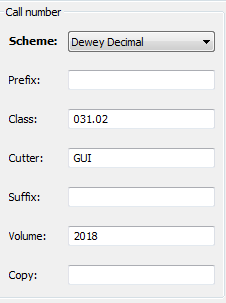 Call number
Scheme: Dewey Decimal
Prefix:
Class: 031.02
Cutter: GUI
Suffix:
Volume: 2018
Copy: